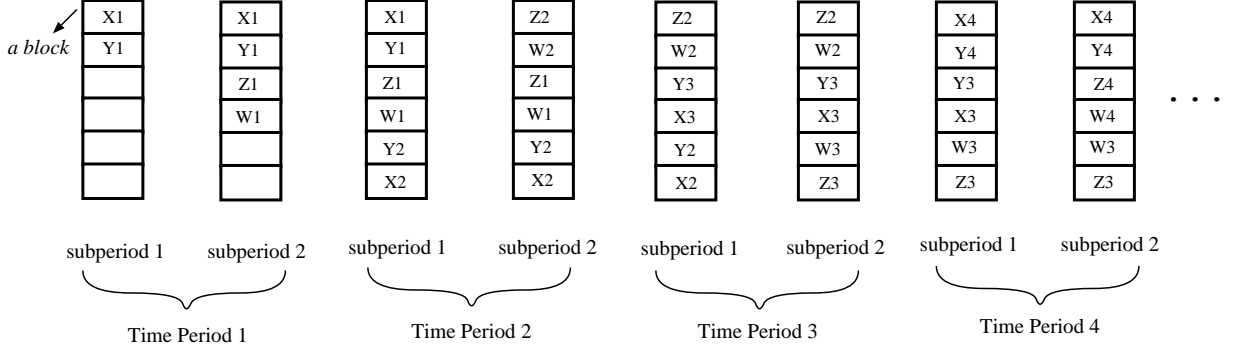 X1 X1 X1 Z2 Z2 Z2 X4 X4
a block Y1 Y1 Y1 W2 W2 W2 Y4 Y4
Z1 Z1 Z1 Y3 Y3 Y3 Z4
W1 W1 W1 X3 X3 X3 W4
Y2 Y2 Y2 W3 W3 W3
X2 X2 X2 Z3 Z3 Z3
. . .
subperiod 1 subperiod 2 subperiod 1 subperiod 2 subperiod 1 subperiod 2 subperiod 1 subperiod 2
Time Period 1 Time Period 2 Time Period 3 Time Period 4